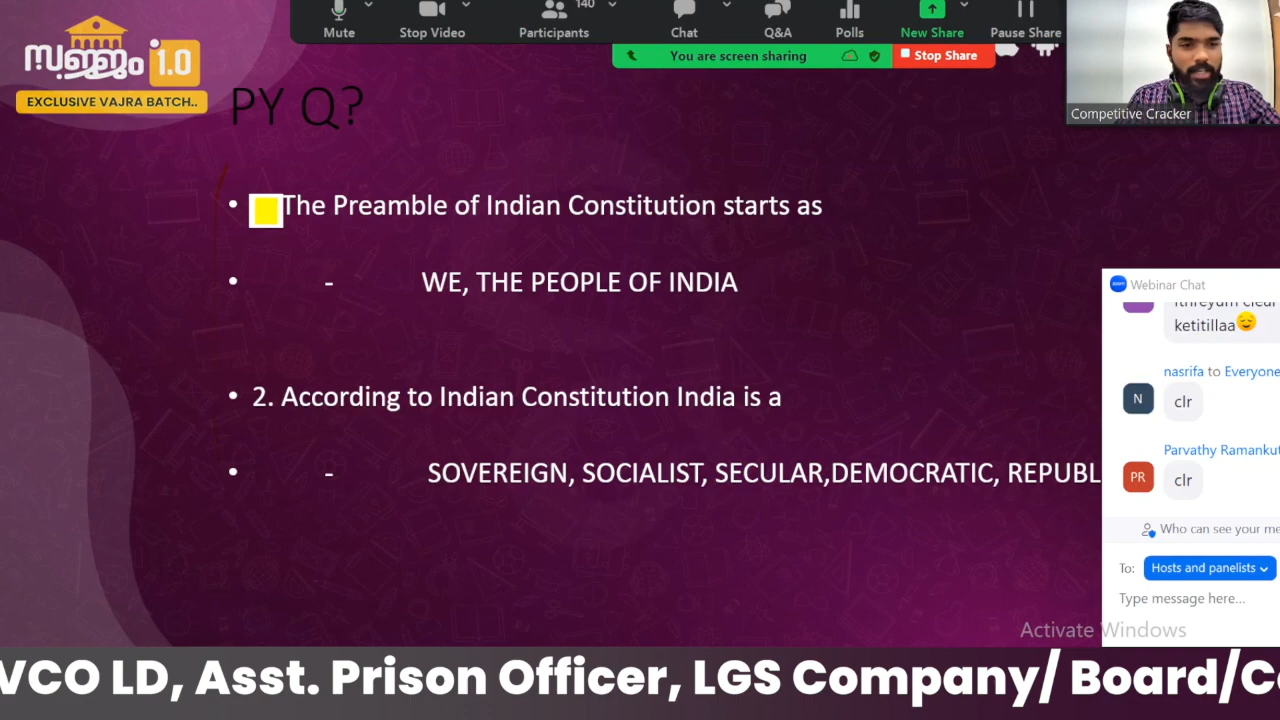 140
Mute
Stop Video
Participants
Chat
Q&A
Polls
New Share
Pause Share
You are screen sharing
Stop Share
1.0
EXCLUSIVE VAJRA BATCH..
PY Q?
Competitive Cracker
• The Preamble of Indian Constitution starts as
• - WE, THE PEOPLE OF INDIA
• 2. According to Indian Constitution India is a
• - SOVEREIGN, SOCIALIST, SECULAR,DEMOCRATIC, REPUBL
Webinar Chat
ithreyum clear
ketitillaa
nasrifa to Everyone
N
clr
Parvathy Ramankut
PR
clr
Who can see your me
To: Hosts and panelists
Type message here...
Activate Windows
VCO LD, Asst. Prison Officer, LGS Company/ Board/Co